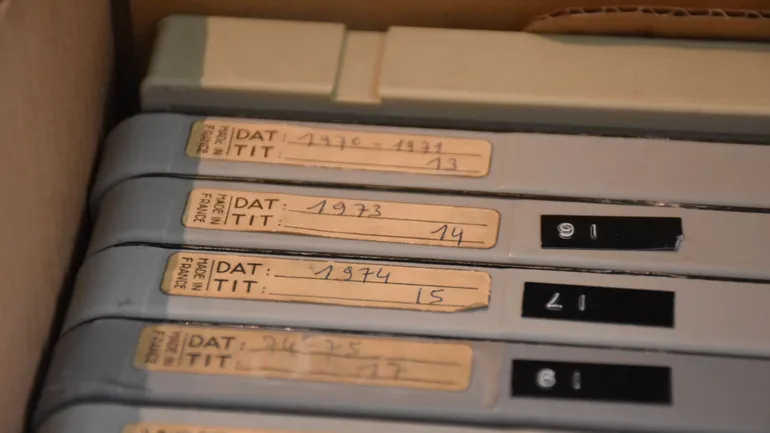 MADE IN
FRANCE
DAT: 1970-1971
TIT: 13
MADE IN
FRANCE
DAT: 1973
TIT: 14
16
MADE IN
FRANCE
DAT: 1974
TIT: 15
17
MADE IN
FRANCE
DAT: 74-75
TIT: 17